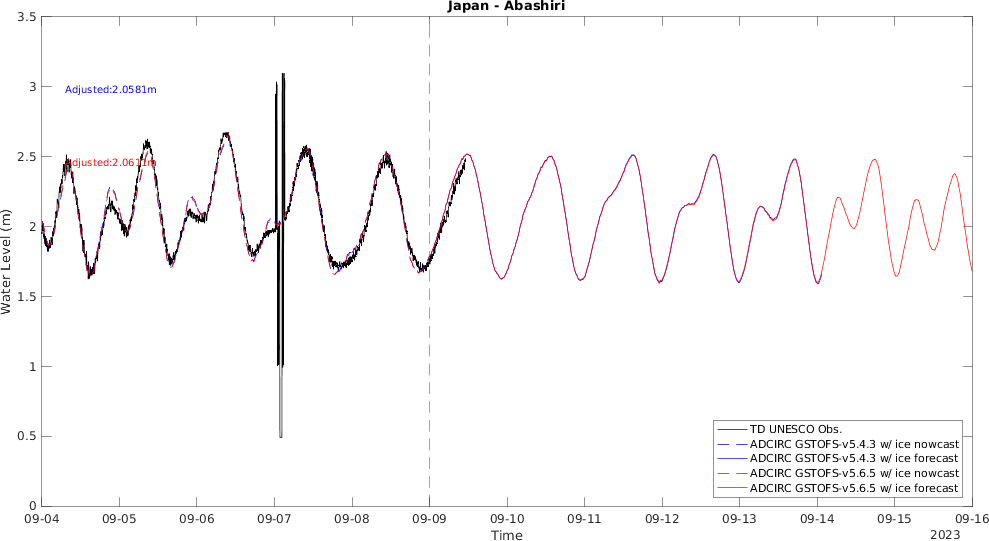 Japan - Abashiri
3.5
3
2.5
2
1.5
1
0.5
0
Water Level (m)
Adjusted:2.0581m
Adjusted:2.0611m
TD UNESCO Obs.
ADCIRC GSTOFS-v5.4.3 w/ ice nowcast
ADCIRC GSTOFS-v5.4.3 w/ ice forecast
ADCIRC GSTOFS-v5.6.5 w/ ice nowcast
ADCIRC GSTOFS-v5.6.5 w/ ice forecast
09-04 09-05 09-06 09-07 09-08 09-09 09-10 09-11 09-12 09-13 09-14 09-15 09-16
Time
2023